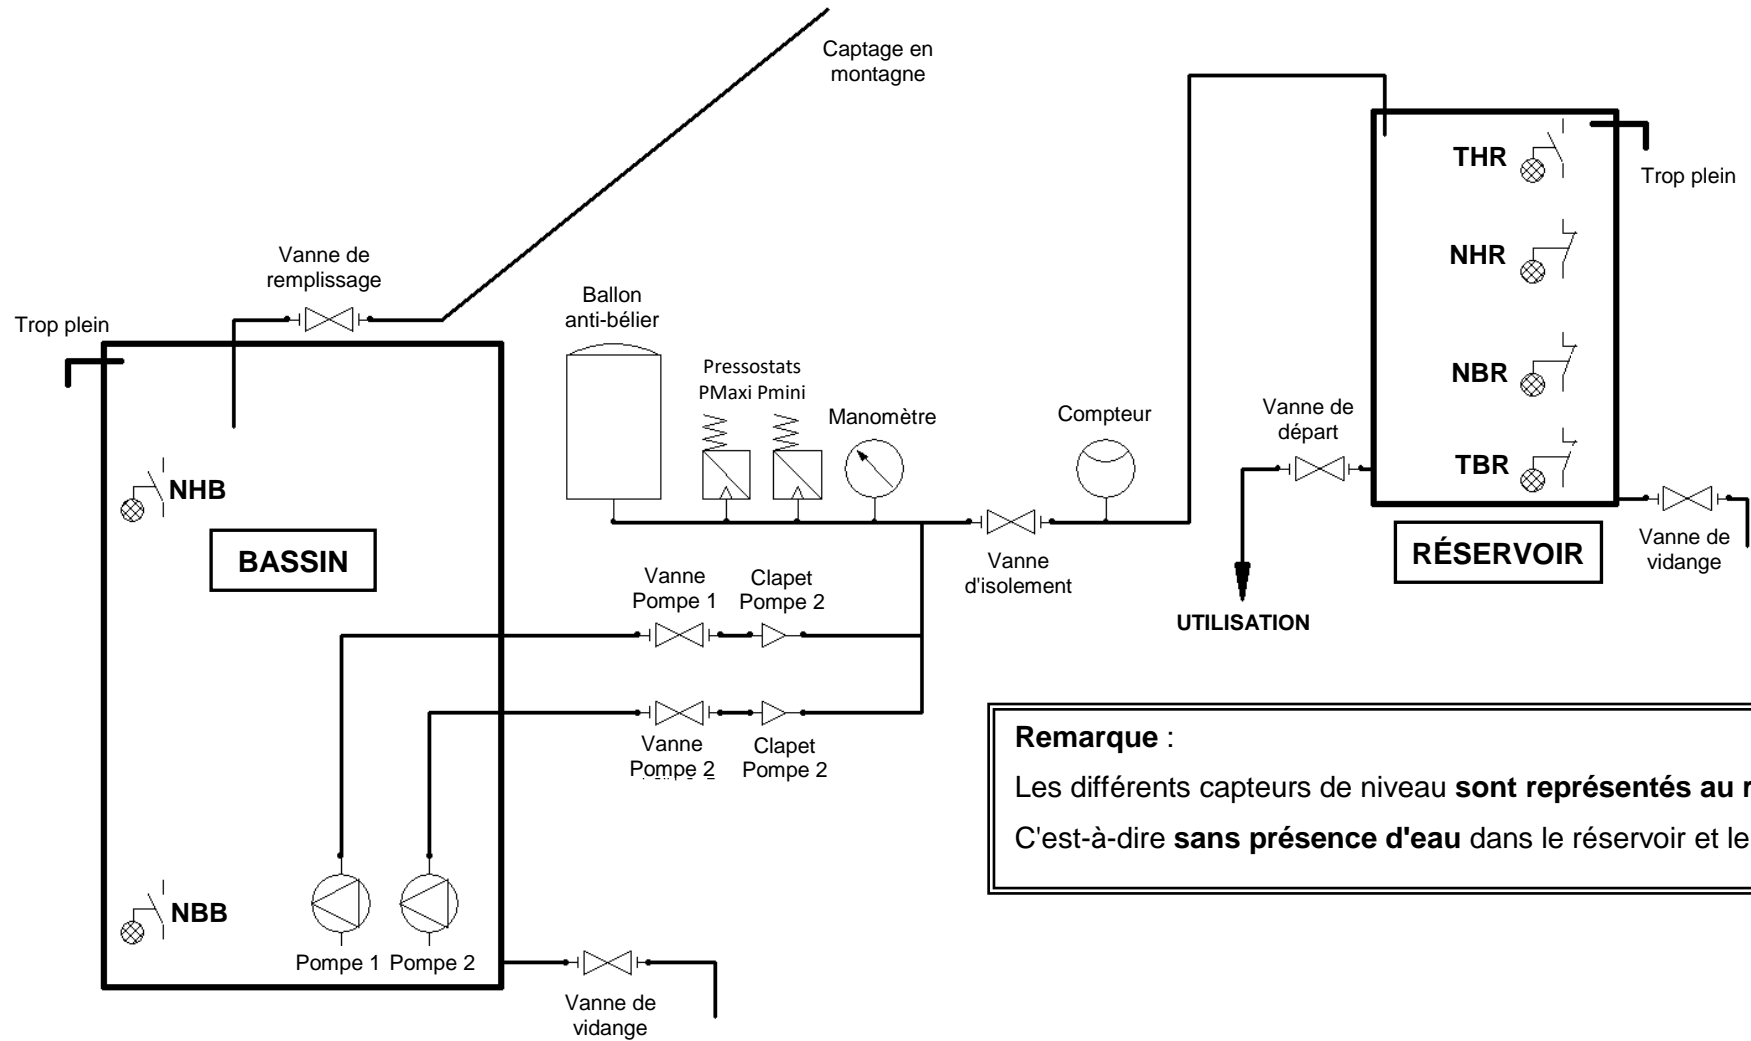 Captage en
montagne
Vanne de
remplissage
Trop plein
NHB
BASSIN
NBB
Pompe 1 Pompe 2
Vanne de
vidange
Ballon
anti-bélier
Pressostats
PMaxi Pmini
Manomètre
Vanne
Pompe 1
Clapet
Pompe 2
Vanne
Pompe 2
Clapet
Pompe 2
Vanne
d'isolement
Compteur
THR
NHR
NBR
TBR
Trop plein
Vanne de
départ
UTILISATION
RÉSERVOIR
Vanne de
vidange
Remarque :
Les différents capteurs de niveau sont représentés au
C'est-à-dire sans présence d'eau dans le réservoir et le